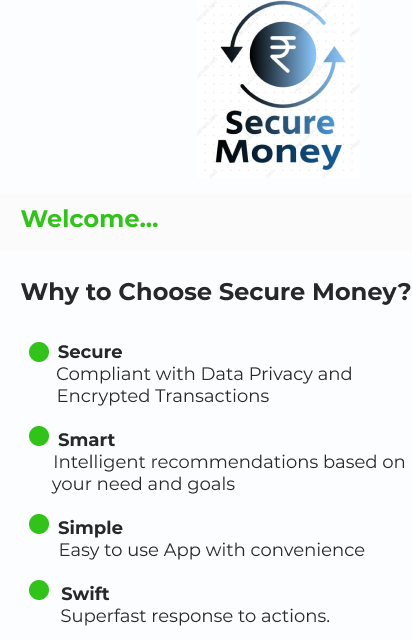 ₹
Secure
Money
Welcome...
Why to Choose Secure Money?
Secure
Compliant with Data Privacy and
Encrypted Transactions
Smart
Intelligent recommendations based on
your need and goals
Simple
Easy to use App with convenience
Swift
Superfast response to actions.